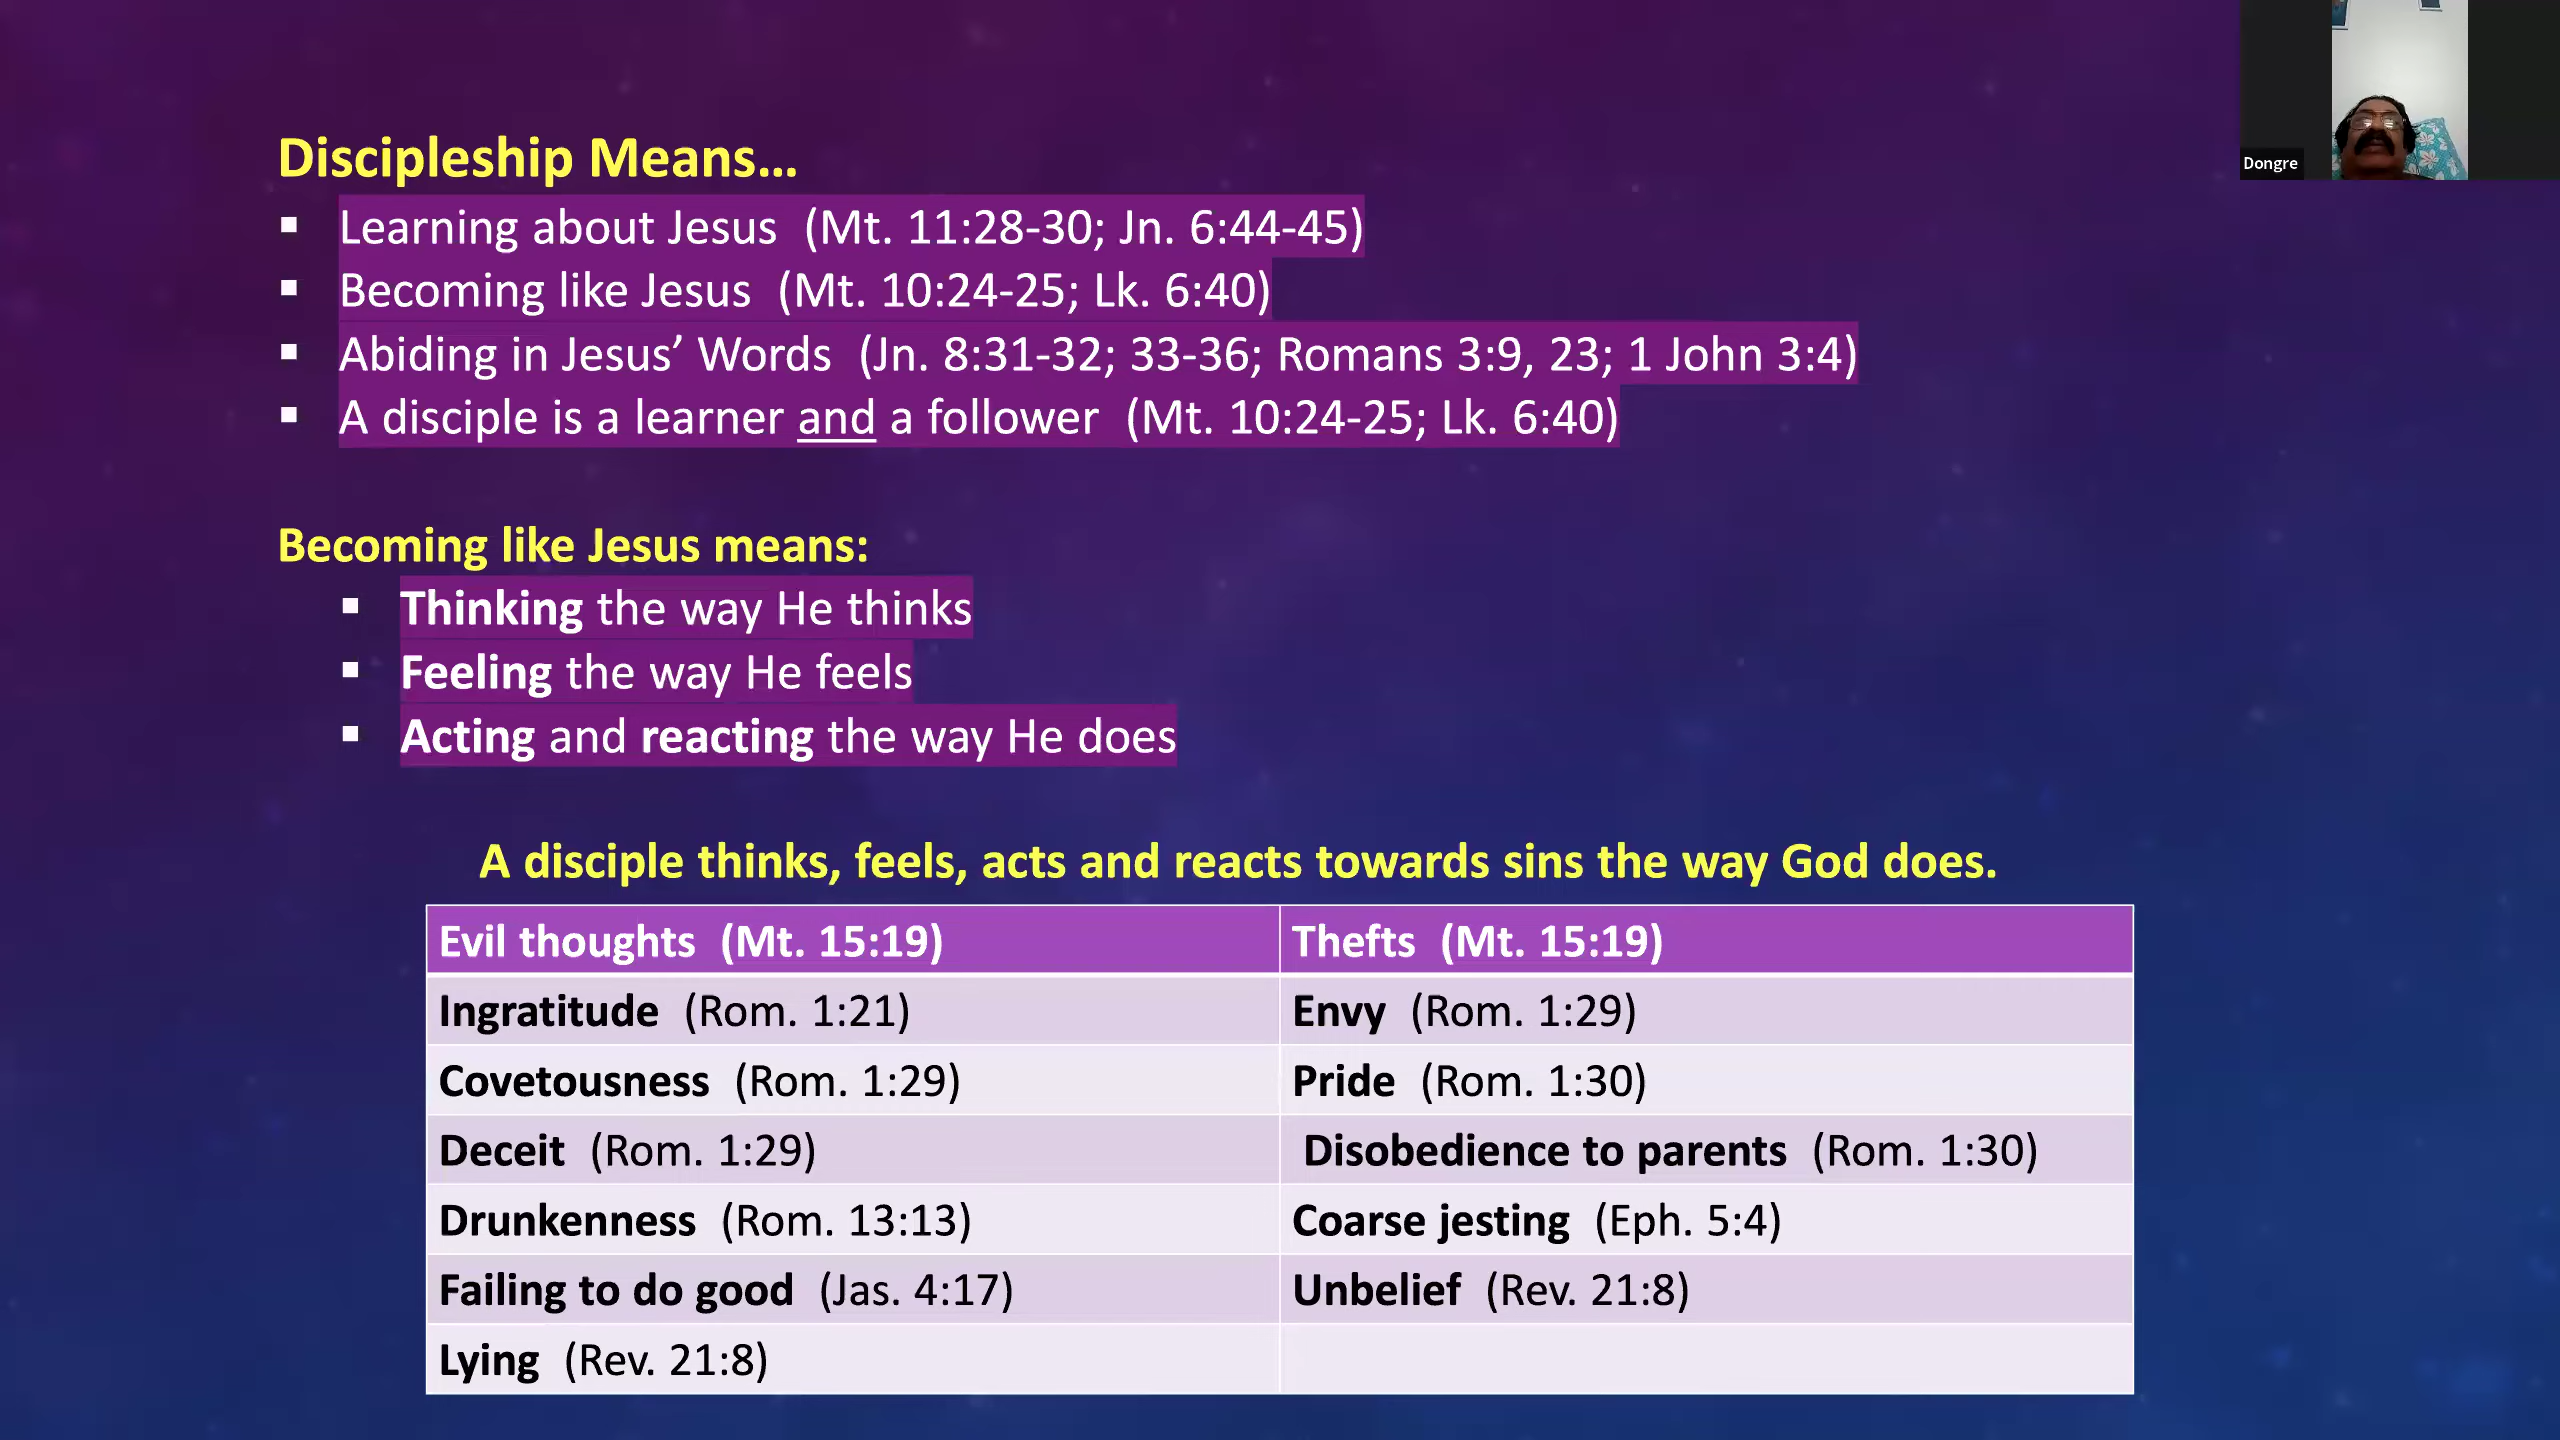 Dongre
Discipleship Means...
▪ Learning about Jesus (Mt. 11:28-30; Jn. 6:44-45)
▪ Becoming like Jesus (Mt. 10:24-25; Lk. 6:40)
▪ Abiding in Jesus’ Words (Jn. 8:31-32; 33-36; Romans 3:9, 23; 1 John 3:4)
▪ A disciple is a learner and a follower (Mt. 10:24-25; Lk. 6:40)
Becoming like Jesus means:
▪ Thinking the way He thinks
▪ Feeling the way He feels
▪ Acting and reacting the way He does
A disciple thinks, feels, acts and reacts towards sins the way God does.
Evil thoughts (Mt. 15:19) Thefts (Mt. 15:19)
Ingratitude (Rom. 1:21) Envy (Rom. 1:29)
Covetousness (Rom. 1:29) Pride (Rom. 1:30)
Deceit (Rom. 1:29) Disobedience to parents (Rom. 1:30)
Drunkenness (Rom. 13:13) Coarse jesting (Eph. 5:4)
Failing to do good (Jas. 4:17) Unbelief (Rev. 21:8)
Lying (Rev. 21:8)